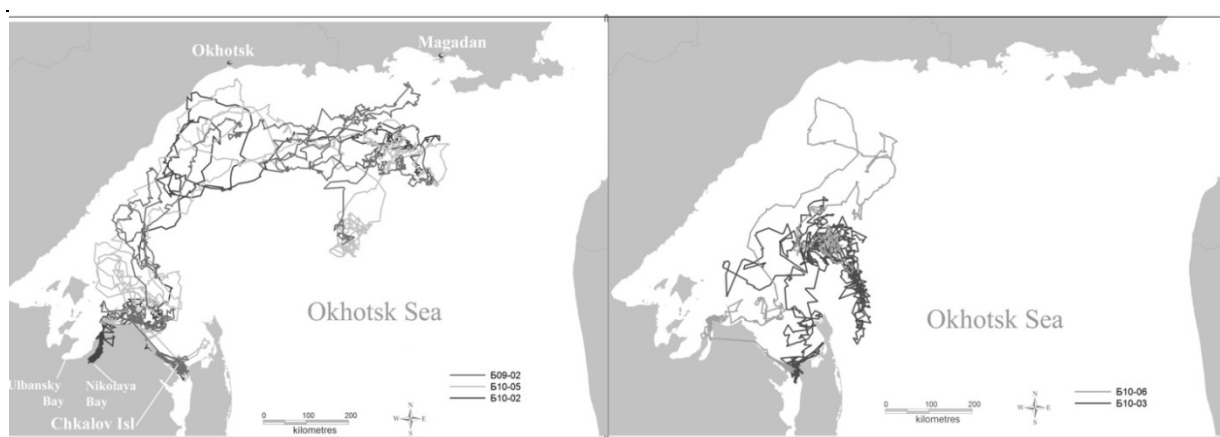 Okhotsk
Magadan
Okhotsk Sea
Ulbansky
Bay
Nikolaya
Bay
Chkalov Isl
Б09-02
Б10-05
Б10-02
0 100 200
kilometres
N
W E
S
Okhotsk Sea
Б10-06
Б10-03
0 100 200
kilometres
N
W E
S